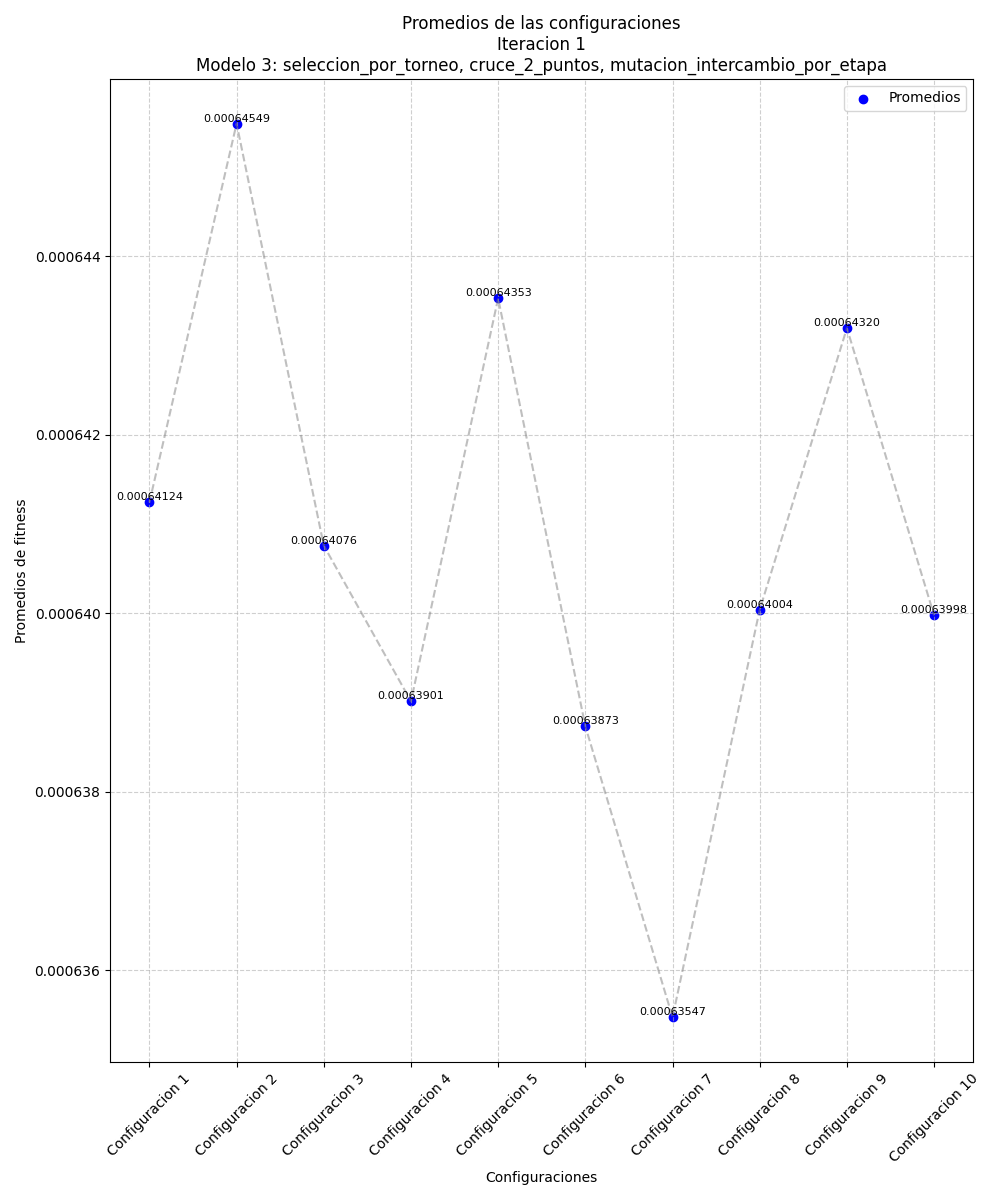 Promedios de las configuraciones
Iteracion 1
Modelo 3: seleccion_por_torneo, cruce_2_puntos, mutacion_intercambio_por_etapa
Promedios
0.00064549
0.000644
0.00064353
0.00064320
0.000642
0.00064124
0.00064076
0.00064004
0.000640
0.00063998
0.00063901
0.00063873
0.000638
0.000636
0.00063547
Promedios de fitness
Configuracion 1
Configuracion 2
Configuracion 3
Configuracion 4
Configuracion 5
Configuracion 6
Configuracion 7
Configuracion 8
Configuracion 9
Configuracion 10
Configuraciones